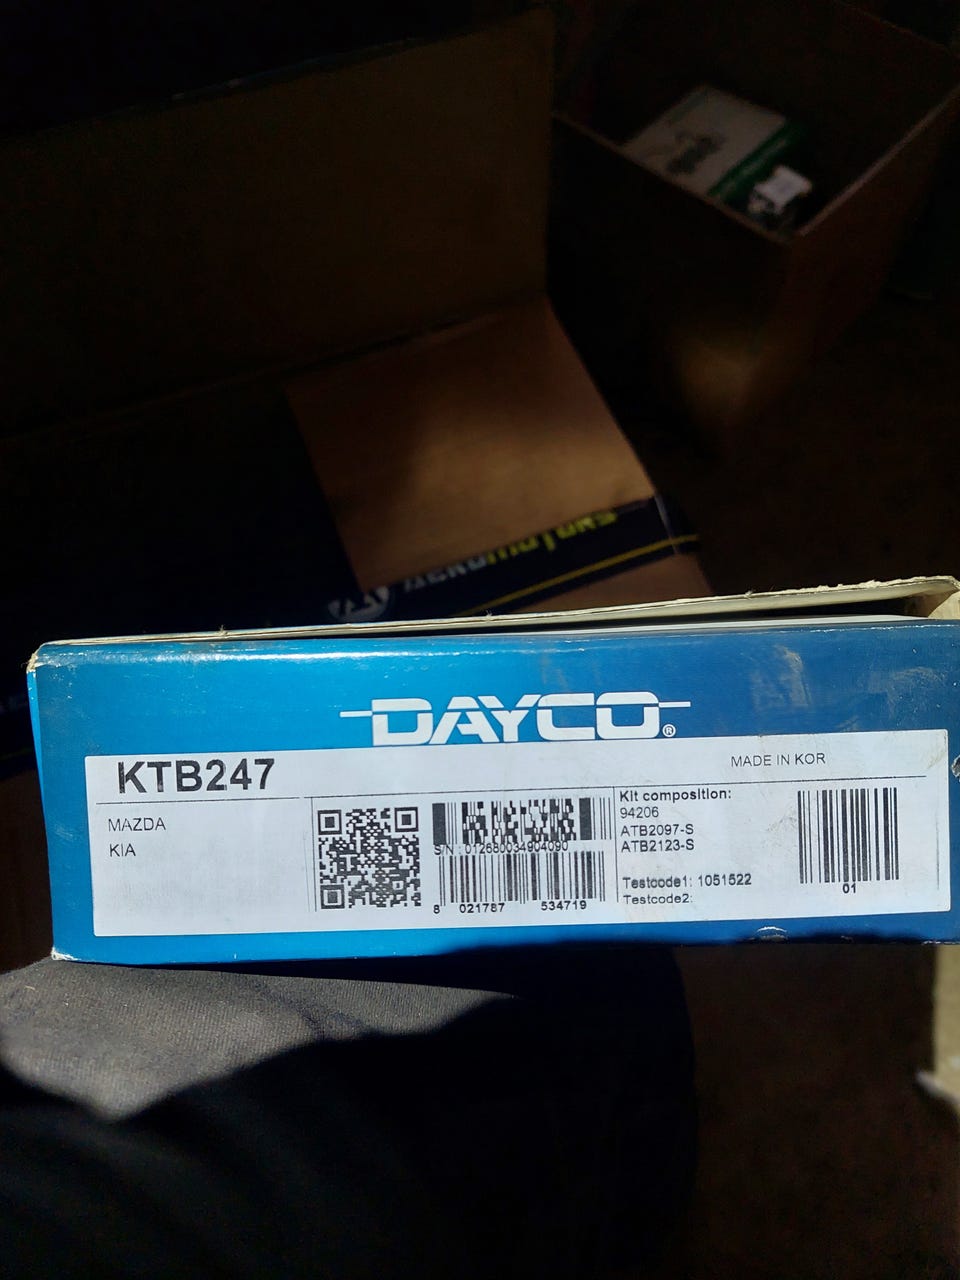 DAYCO®
KTB247
MADE IN KOR
MAZDA
KIA
S/N : 012680034904090
8 021787 534719
Kit composition:
94206
ATB2097-S
ATB2123-S
Testcode1: 1051522
Testcode2:
01